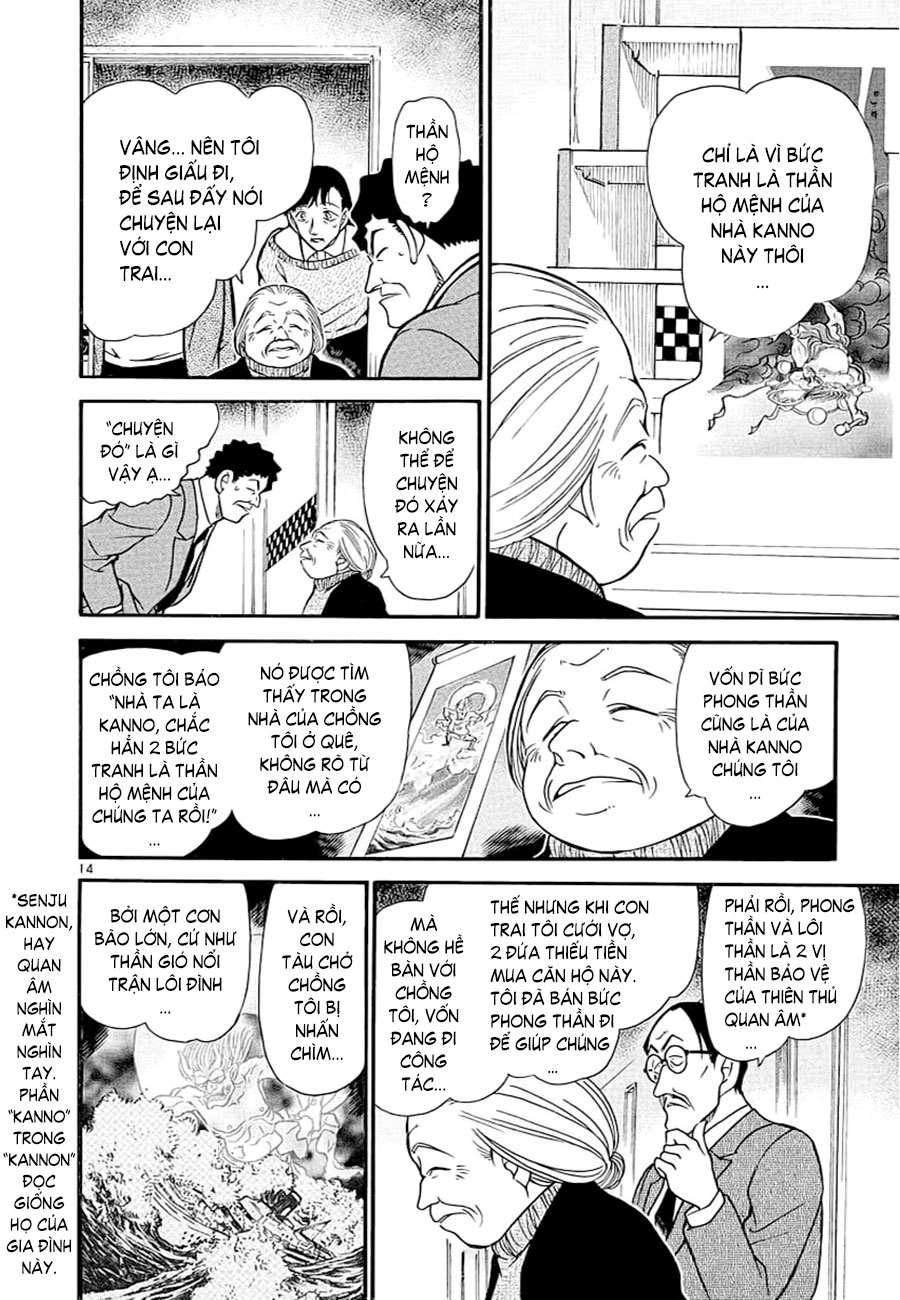 CHỈ LÀ VÌ BỨC
TRANH LÀ THẦN
HỘ MỆNH CỦA
NHÀ KANNO
NÀY THÔI
...
THẦN
HỘ
MỆNH
?
VÂNG... NÊN TÔI
ĐỊNH GIẤU ĐI,
ĐỂ SAU ĐẤY NÓI
CHUYỆN LẠI
VỚI CON
TRAI...
KHÔNG
THỂ ĐỂ
CHUYỆN
ĐÓ XẢY
RA LẦN
NỮA...
“CHUYỆN
ĐÓ” LÀ GÌ
VẬY Ạ...
VỐN DĨ BỨC
PHONG THẦN
CŨNG LÀ CỦA
NHÀ KANNO
CHÚNG TÔI
...
NÓ ĐƯỢC TÌM
THẤY TRONG
NHÀ CỦA CHỒNG
TÔI Ở QUÊ,
KHÔNG RÕ TỪ
ĐÂU MÀ CÓ
...
CHỒNG TÔI BẢO
“NHÀ TA LÀ
KANNO, CHẮC
HẲN 2 BỨC
TRANH LÀ THẦN
HỘ MỆNH CỦA
CHÚNG TA RỒI!”
...
14
PHẢI RỒI, PHONG
THẦN VÀ LÔI
THẦN LÀ 2 VỊ
THẦN BẢO VỆ
CỦA THIÊN THỦ
QUAN ÂM*
...
THẾ NHƯNG KHI CON
TRAI TÔI CƯỚI VỢ,
2 ĐỨA THIẾU TIỀN
MUA CĂN HỘ NÀY.
TÔI ĐÃ BÁN BỨC
PHONG THẦN ĐI
ĐỂ GIÚP CHÚNG
...
MÀ
KHÔNG HỀ
BÀN VỚI
CHỒNG
TÔI, VỐN
ĐANG ĐI
CÔNG
TÁC...
VÀ RỒI,
CON
TÀU CHỞ
CHỒNG
TÔI BỊ
NHẤN
CHÌM...
BỞI MỘT CƠN
BÃO LỚN, CỨ NHƯ
THẦN GIÓ NỔI
TRẬN LÔI ĐÌNH
...
*SENJU
KANNON,
HAY
QUAN
ÂM
NGHÌN
MẮT
NGHÌN
TAY.
PHẦN
“KANNO”
TRONG
“KANNON”
ĐỌC
GIỐNG
HỌ CỦA
GIA ĐÌNH
NÀY.